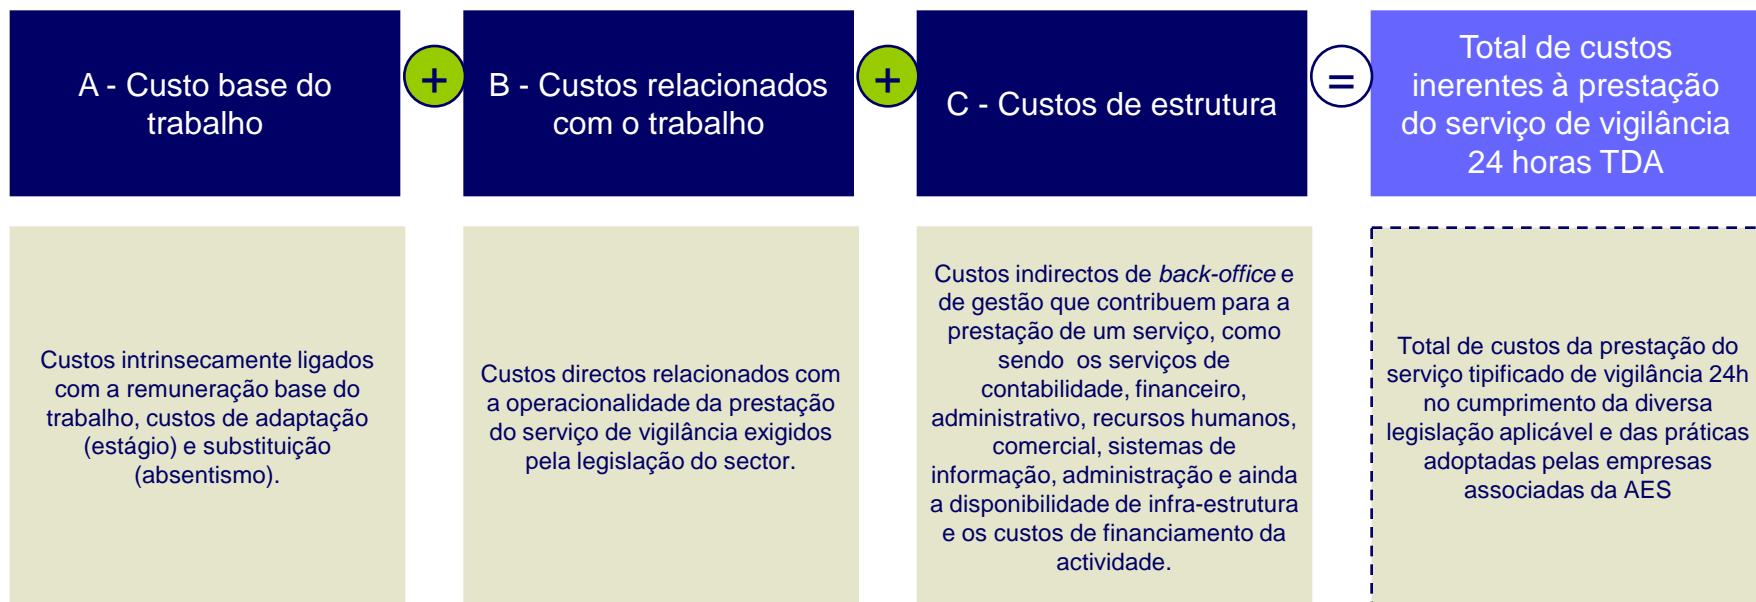 A - Custo base do
trabalho
+
B - Custos relacionados
com o trabalho
+
C - Custos de estrutura
=
Total de custos
inerentes à prestação
do serviço de vigilância
24 horas TDA
Custos intrinsecamente ligados
com a remuneração base do
trabalho, custos de adaptação
(estágio) e substituição
(absentismo).
Custos directos relacionados com
a operacionalidade da prestação
do serviço de vigilância exigidos
pela legislação do sector.
Custos indirectos de back-office e
de gestão que contribuem para a
prestação de um serviço, como
sendo os serviços de
contabilidade, financeiro,
administrativo, recursos humanos,
comercial, sistemas de
informação, administração e ainda
a disponibilidade de infra-estrutura
e os custos de financiamento da
actividade.
Total de custos da prestação do
serviço tipificado de vigilância 24h
no cumprimento da diversa
legislação aplicável e das práticas
adoptadas pelas empresas
associadas da AES